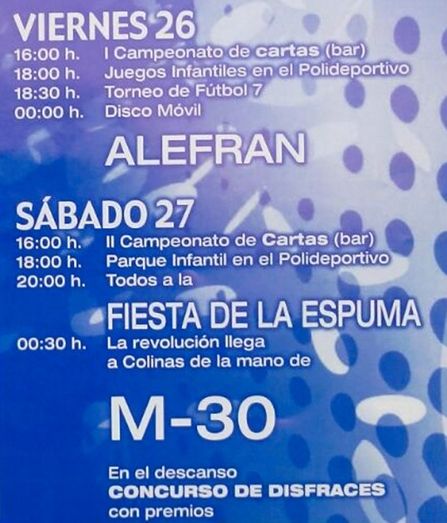 VIERNES 26
16:00 h. I Campeonato de cartas (bar)
18:00 h. Juegos Infantiles en el Polideportivo
18:30 h. Torneo de Fútbol 7
00:00 h. Disco Móvil
ALEFRAN
SÁBADO 27
16:00 h. II Campeonato de Cartas (bar)
18:00 h. Parque Infantil en el Polideportivo
20:00 h. Todos a la
FIESTA DE LA ESPUMA
00:30 h. La revolución llega
a Colinas de la mano de
M-30
En el descanso
CONCURSO DE DISFRACES
con premios